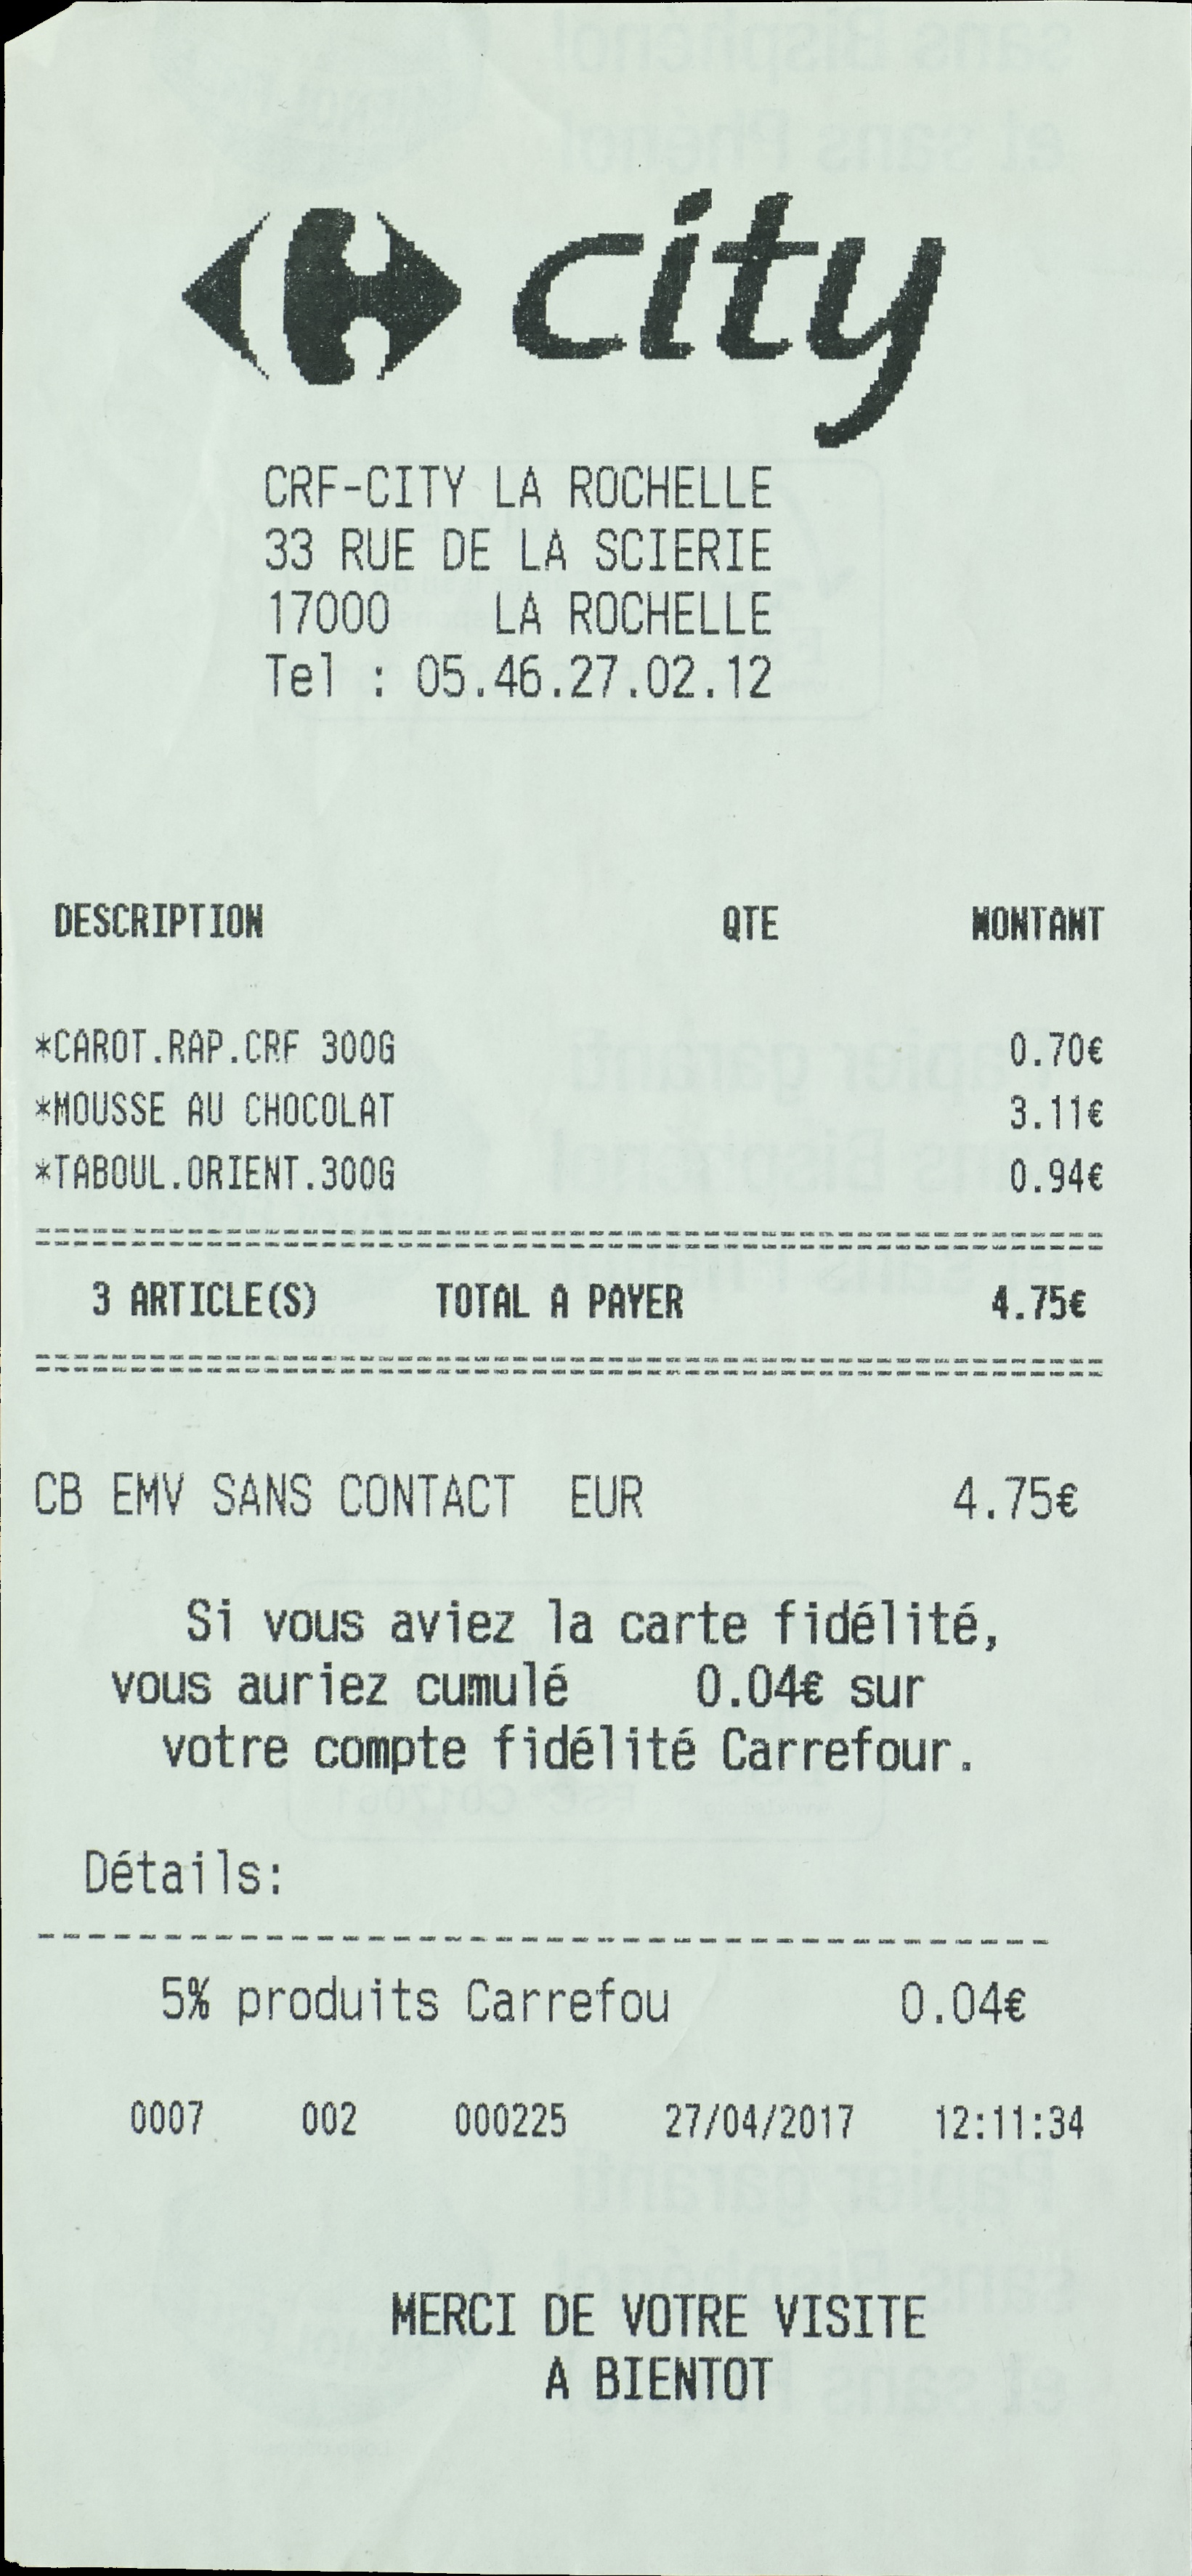 city
CRF-CITY LA ROCHELLE
33 RUE DE LA SCIERIE
17000 LA ROCHELLE
Tel : 05.46.27.02.12
DESCRIPTION QTE MONTANT
*CAROT.RAP.CRF 300G 0.70€
*MOUSSE AU CHOCOLAT 3.11€
*TABOUL.ORIENT.300G 0.94€
==========================================================
3 ARTICLE(S) TOTAL A PAYER 4.75€
==========================================================
CB EMV SANS CONTACT EUR 4.75€
Si vous aviez la carte fidélité,
vous auriez cumulé 0.04€ sur
votre compte fidélité Carrefour.
Détails:
----------------------------------------
5% produits Carrefou 0.04€
0007 002 000225 27/04/2017 12:11:34
MERCI DE VOTRE VISITE
A BIENTOT